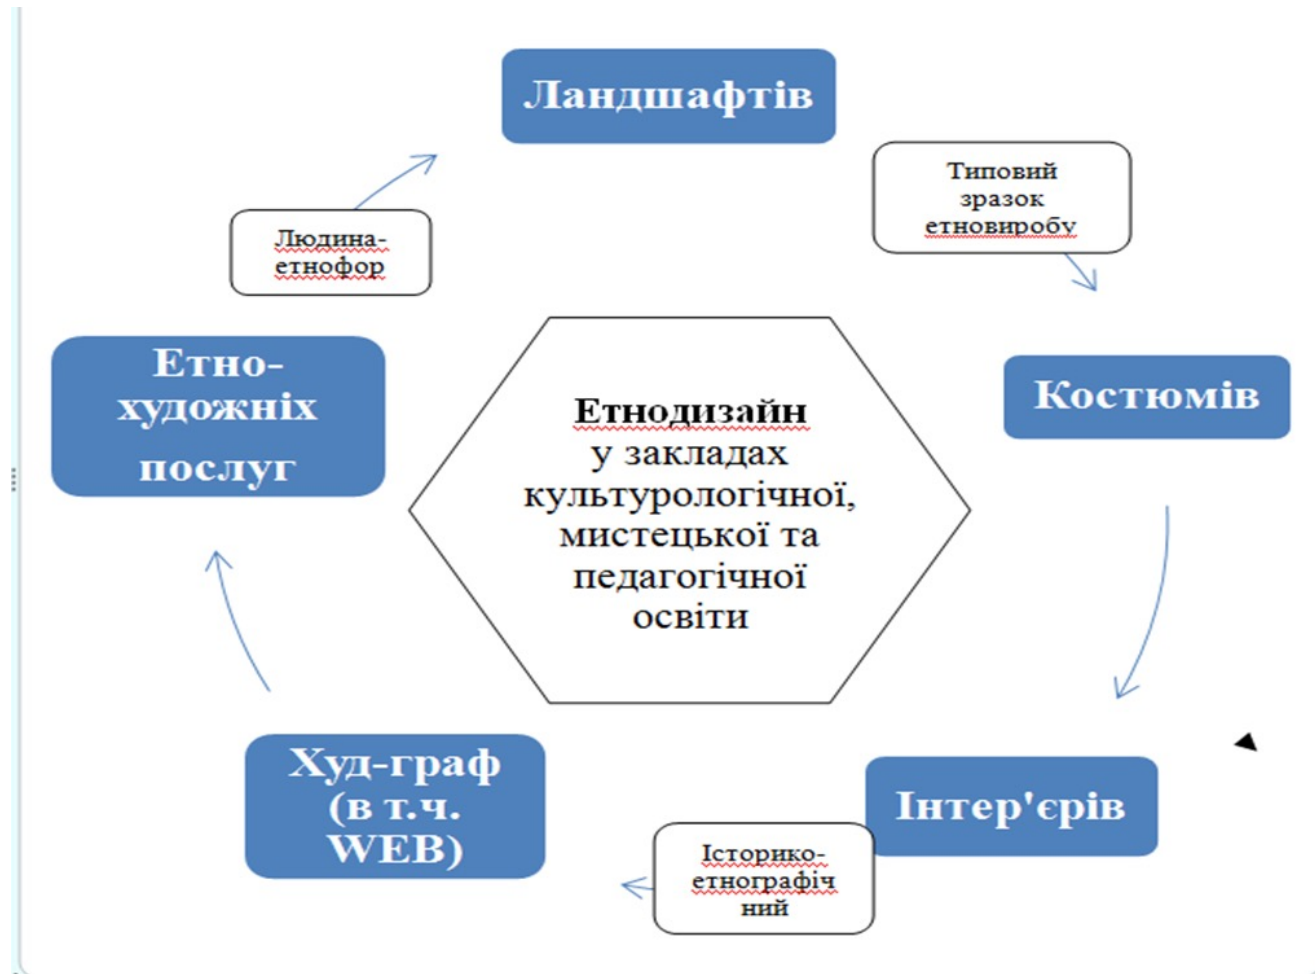 Ландшафтів
Типовий
зразок
етновиробу
Людина-
етнофор
Етно-
художніх
послуг
Етнодизайн
у закладах
культурологічної,
мистецької та
педагогічної
освіти
Костюмів
Худ-граф
(в т.ч.
WEB)
Інтер'єрів
Історико-
етнографіч
ний